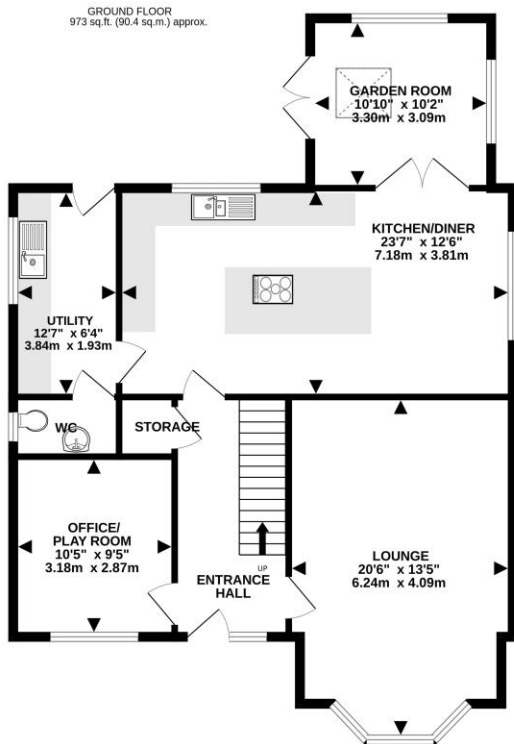 GROUND FLOOR
973 sq.ft. (90.4 sq.m.) approx.
GARDEN ROOM
10'10" x 10'2"
3.30m x 3.09m
KITCHEN/DINER
23'7" x 12'6"
7.18m x 3.81m
UTILITY
12'7" x 6'4"
3.84m x 1.93m
WC
STORAGE
OFFICE/
PLAY ROOM
10'5" x 9'5"
3.18m x 2.87m
UP
ENTRANCE
HALL
LOUNGE
20'6" x 13'5"
6.24m x 4.09m